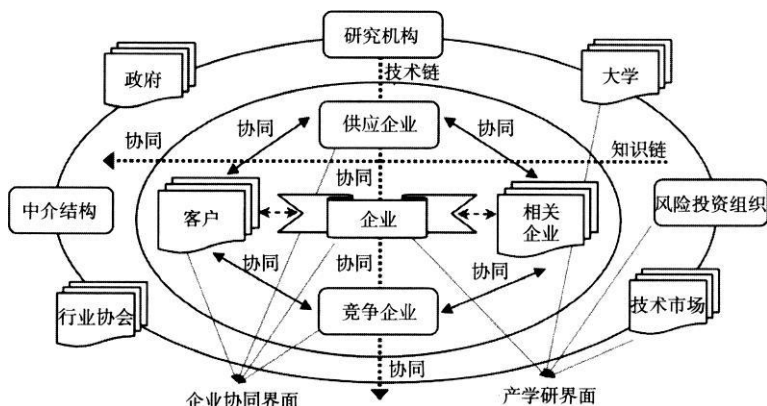 研究机构
政府
大学
技术链
协同
供应企业
协同
协同
知识链
协同
中介结构
客户
企业
相关
企业
风险投资组织
协同
协同
协同
行业协会
竞争企业
技术市场
协同
企业协同界面
产学研界面